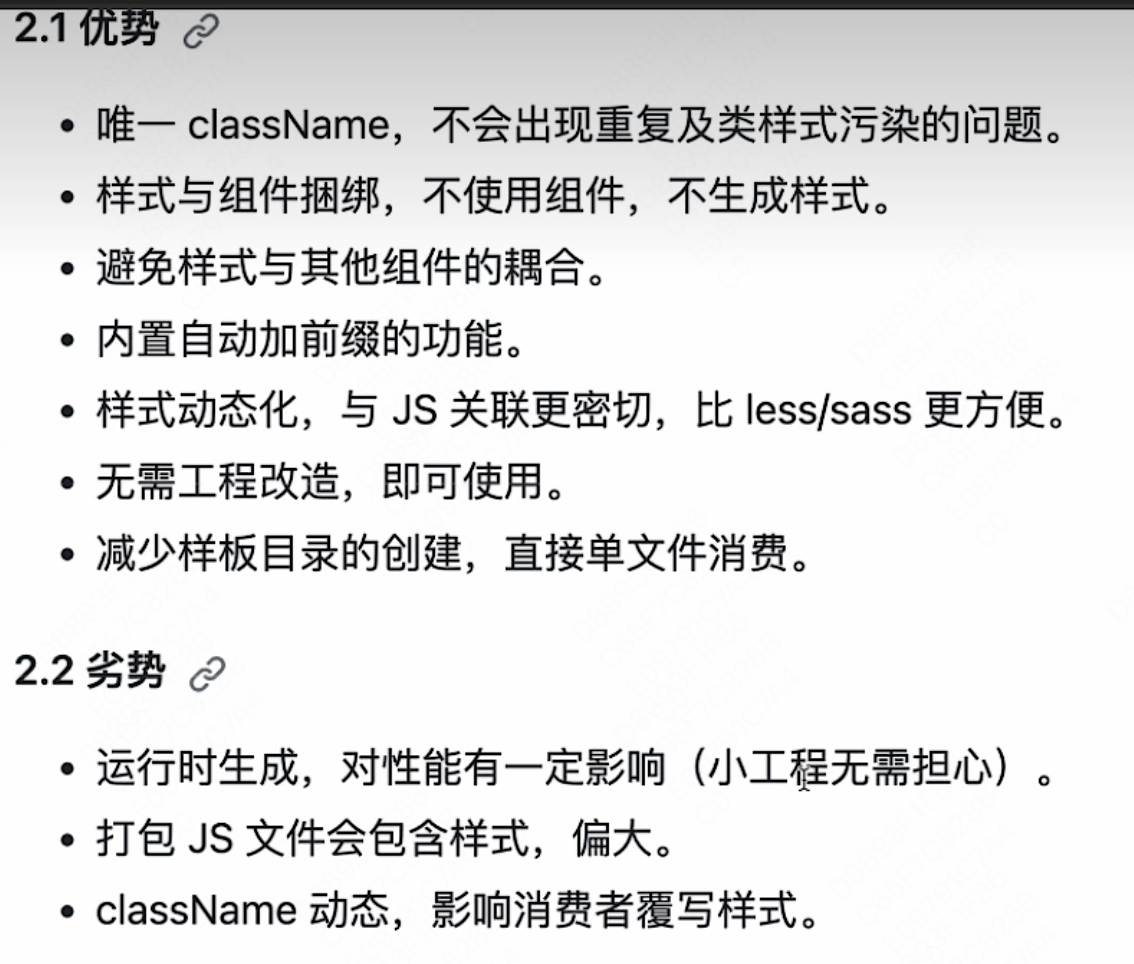 2.1 优势
• 唯一 className，不会出现重复及类样式污染的问题。
• 样式与组件捆绑，不使用组件，不生成样式。
• 避免样式与其他组件的耦合。
• 内置自动加前缀的功能。
• 样式动态化，与 JS 关联更密切，比 less/sass 更方便。
• 无需工程改造，即可使用。
• 减少样板目录的创建，直接单文件消费。
2.2 劣势
• 运行时生成，对性能有一定影响（小工程无需担心）。
• 打包 JS 文件会包含样式，偏大。
• className 动态，影响消费者覆写样式。